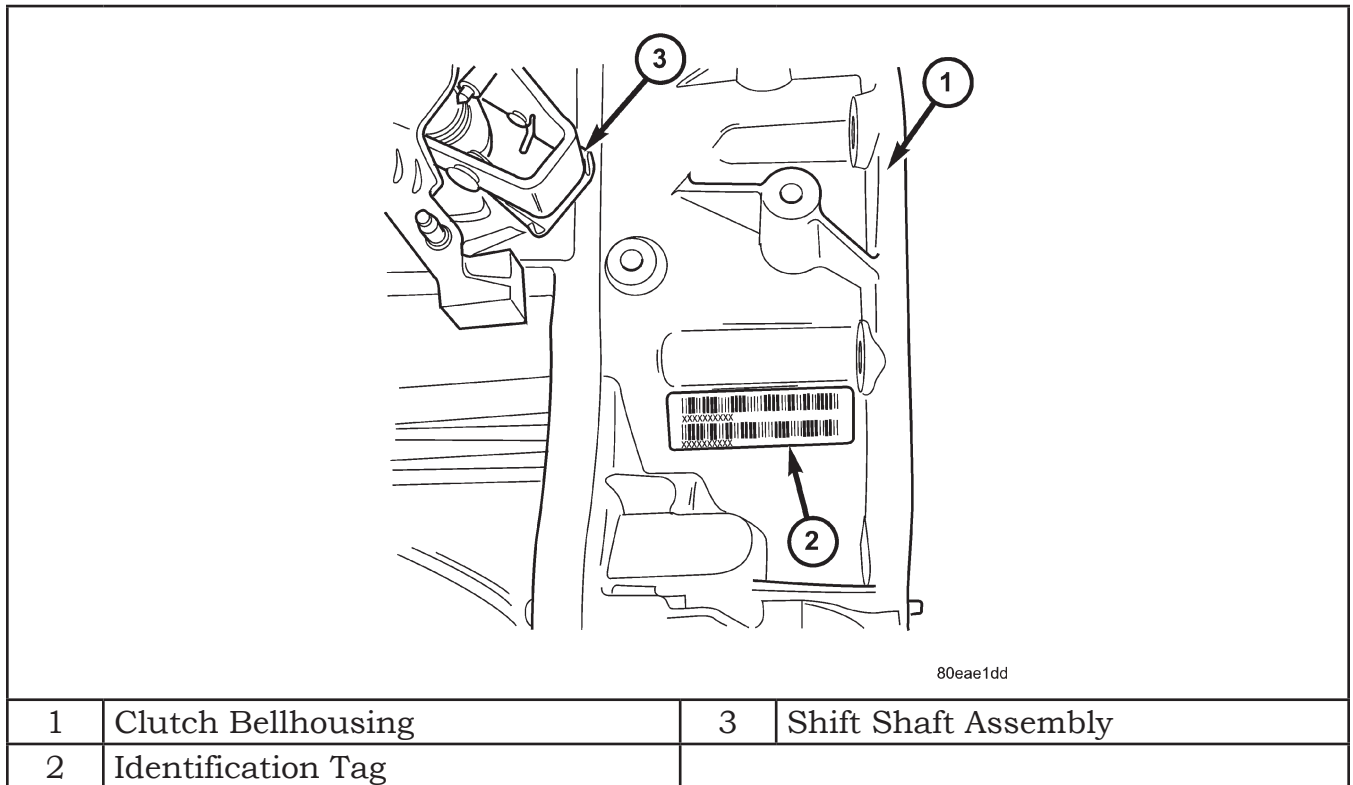 3
1
XXXXXXXXXX
XXXXXXXXXX
2
80eae1dd
1 Clutch Bellhousing 3 Shift Shaft Assembly
2 Identification Tag